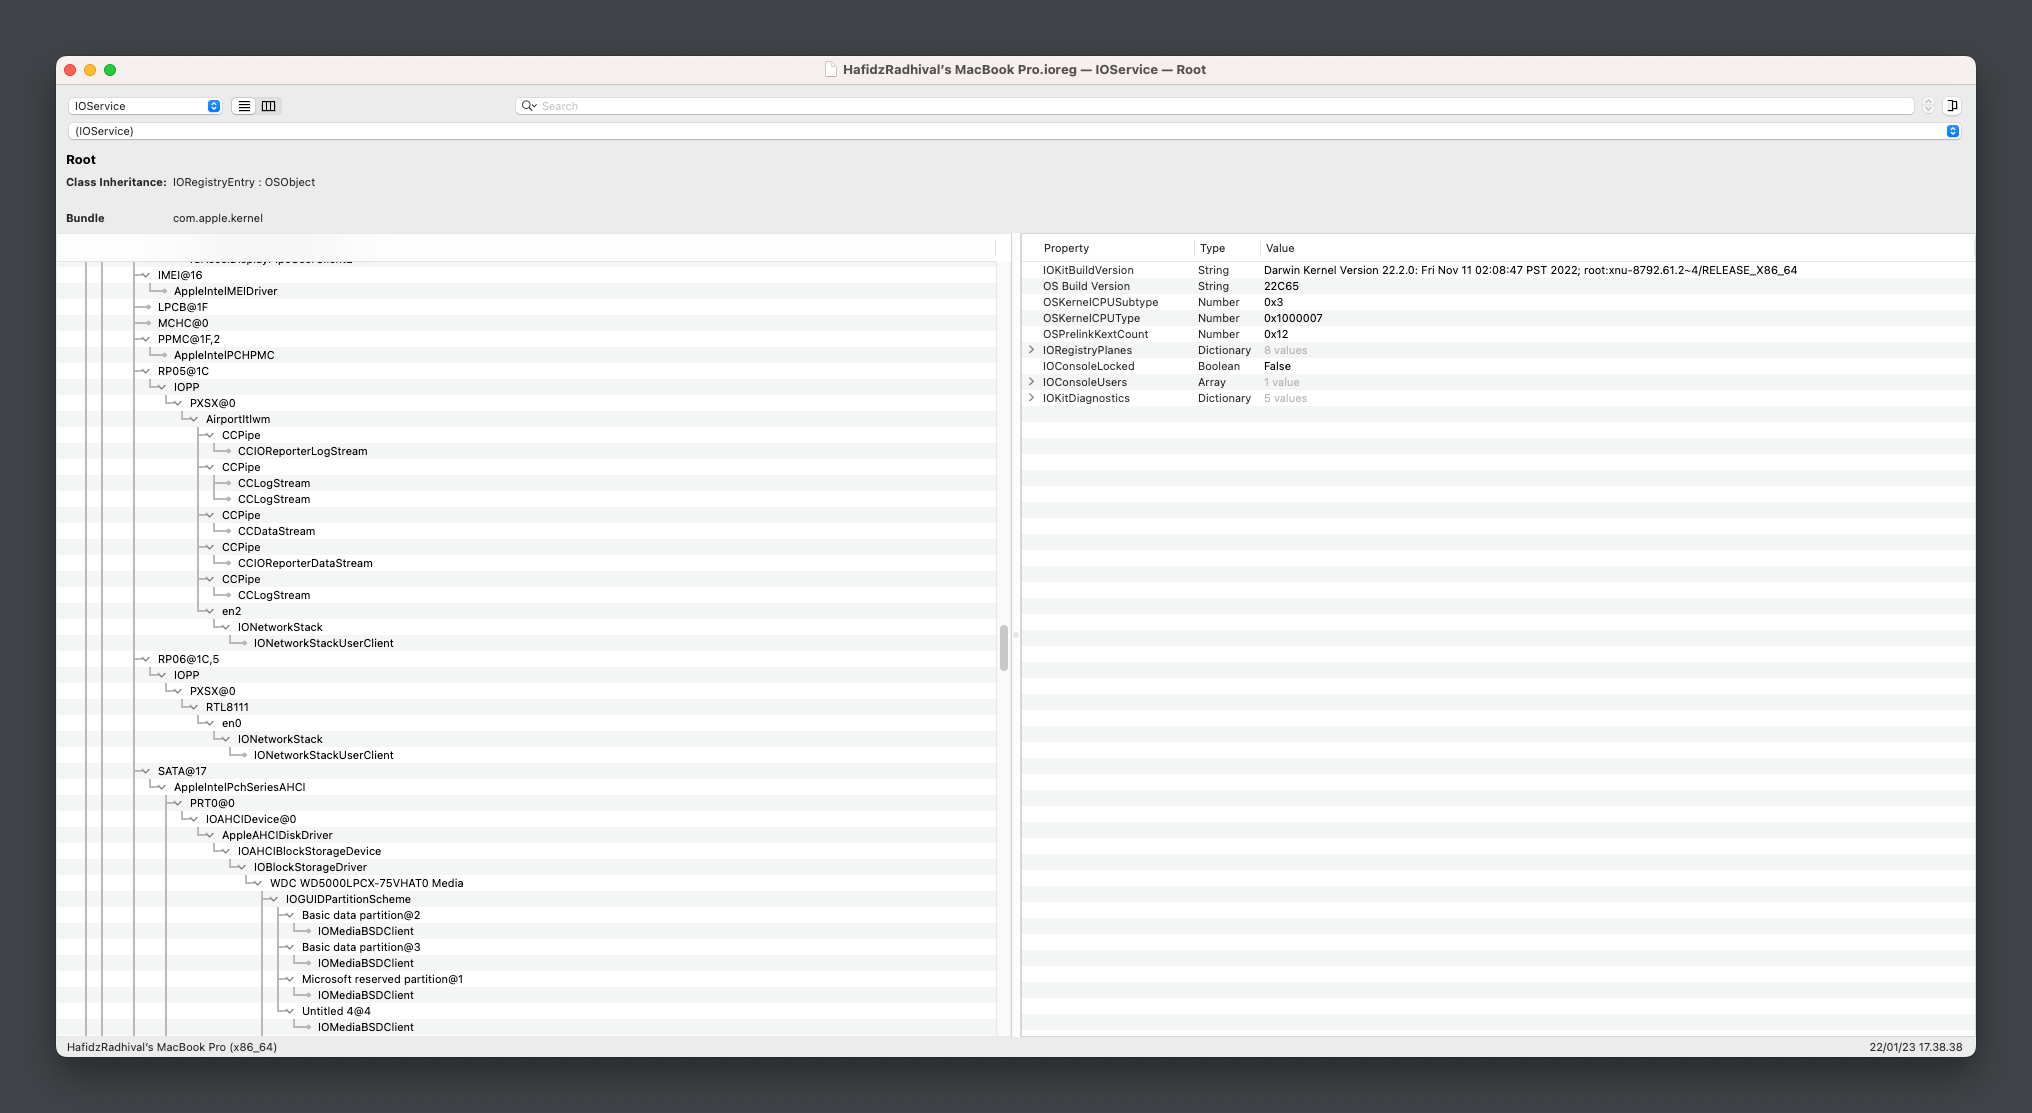 HafidzRadhival's MacBook Pro.ioreg — IOService — Root
IOService
Search
(IOService)
Root
Class Inheritance: IORegistryEntry : OSObject
Bundle com.apple.kernel
IMEI@16
AppleIntelMEIDriver
LPCB@1F
MCHC@0
PPMC@1F,2
AppleIntelPCHPMC
RP05@1C
IOPP
PXSX@0
AirportItlwm
CCPipe
CCIOReporterLogStream
CCPipe
CCLogStream
CCLogStream
CCPipe
CCDataStream
CCPipe
CCIOReporterDataStream
CCPipe
CCLogStream
en2
IONetworkStack
IONetworkStackUserClient
RP06@1C,5
IOPP
PXSX@0
RTL8111
en0
IONetworkStack
IONetworkStackUserClient
SATA@17
AppleIntelPchSeriesAHCI
PRT0@0
IOAHCIDevice@0
AppleAHCIDiskDriver
IOAHCIBlockStorageDevice
IOBlockStorageDriver
WDC WD5000LPCX-75VHAT0 Media
IOGUIDPartitionScheme
Basic data partition@2
IOMediaBSDClient
Basic data partition@3
IOMediaBSDClient
Microsoft reserved partition@1
IOMediaBSDClient
Untitled 4@4
IOMediaBSDClient
Property Type Value
IOKitBuildVersion String Darwin Kernel Version 22.2.0: Fri Nov 11 02:08:47 PST 2022; root:xnu-8792.61.2~4/RELEASE_X86_64
OS Build Version String 22C65
OSKernelCPUSubtype Number 0x3
OSKernelCPUType Number 0x1000007
OSPrelinkKextCount Number 0x12
IORegistryPlanes Dictionary 8 values
IOConsoleLocked Boolean False
IOConsoleUsers Array 1 value
IOKitDiagnostics Dictionary 5 values
HafidzRadhival's MacBook Pro (x86_64)
22/01/23 17.38.38